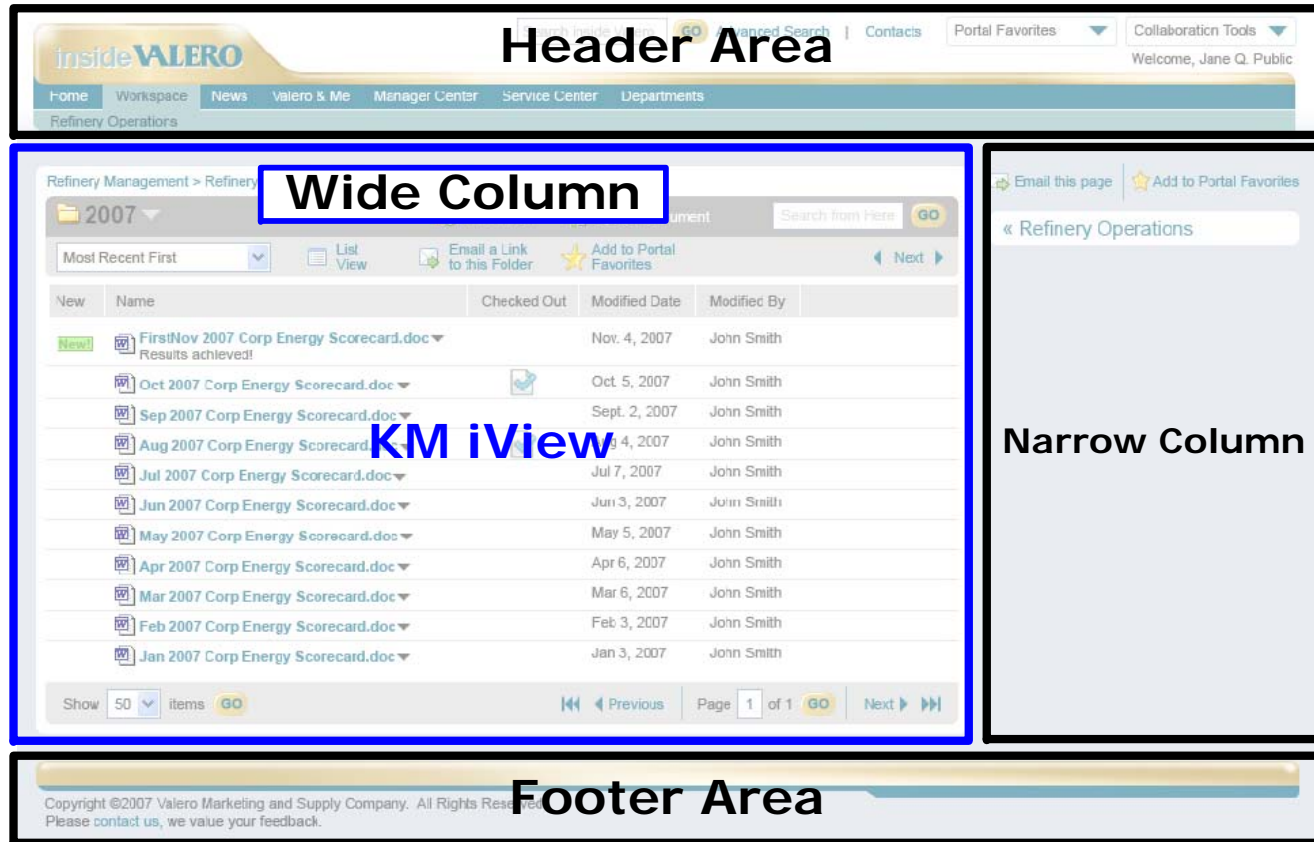 Search inside Valero GO Advanced Search | Contacts Portal Favorites Collaboration Tools
Header Area
inside VALERO
Welcome, Jane Q. Public
Home Workspace News Valero & Me Manager Center Service Center Departments
Refinery Operations
Refinery Management > Refinery
Wide Column
Email this page Add to Portal Favorites
2007 Search from Here GO
« Refinery Operations
Most Recent First List View Email a Link to this Folder Add to Portal Favorites Next
New Name Checked Out Modified Date Modified By
New! FirstNov 2007 Corp Energy Scorecard.doc Nov. 4, 2007 John Smith
Results achieved!
Oct 2007 Corp Energy Scorecard.doc Oct. 5, 2007 John Smith
Sep 2007 Corp Energy Scorecard.doc Sept. 2, 2007 John Smith
Aug 2007 Corp Energy Scorecard.doc 4, 2007 John Smith
KM iView
Narrow Column
Jul 2007 Corp Energy Scorecard.doc Jul 7, 2007 John Smith
Jun 2007 Corp Energy Scorecard.doc Jun 3, 2007 John Smith
May 2007 Corp Energy Scorecard.doc May 5, 2007 John Smith
Apr 2007 Corp Energy Scorecard.doc Apr 6, 2007 John Smith
Mar 2007 Corp Energy Scorecard.doc Mar 6, 2007 John Smith
Feb 2007 Corp Energy Scorecard.doc Feb 3, 2007 John Smith
Jan 2007 Corp Energy Scorecard.doc Jan 3, 2007 John Smith
Show 50 items GO Previous Page 1 of 1 GO Next
Footer Area
Copyright ©2007 Valero Marketing and Supply Company. All Rights Reserved
Please contact us, we value your feedback.